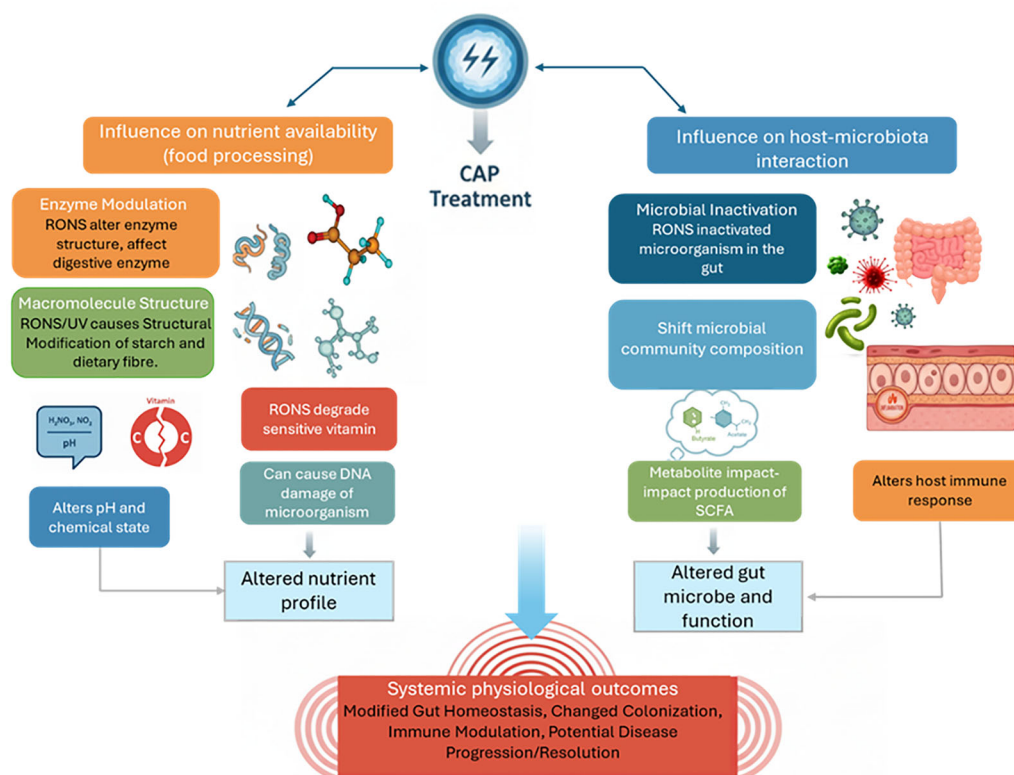 CAP
Treatment
Influence on nutrient availability
(food processing)
Enzyme Modulation
RONS alter enzyme
structure, affect
digestive enzyme
Macromolecule Structure
RONS/UV causes Structural
Modification of starch and
dietary fibre.
H₂NO₃, NO₂
pH
Vitamin
C C
RONS degrade
sensitive vitamin
Can cause DNA
damage of
microorganism
Alters pH and
chemical state
Altered nutrient
profile
Influence on host-microbiota
interaction
Microbial Inactivation
RONS inactivated
microorganism in the
gut
Shift microbial
community composition
INFLAMMATION
CH₃
CH₃
Butyrate
Acetate
Metabolite impact-
impact production of
SCFA
Alters host immune
response
Altered gut
microbe and
function
Systemic physiological outcomes
Modified Gut Homeostasis, Changed Colonization,
Immune Modulation, Potential Disease
Progression/Resolution